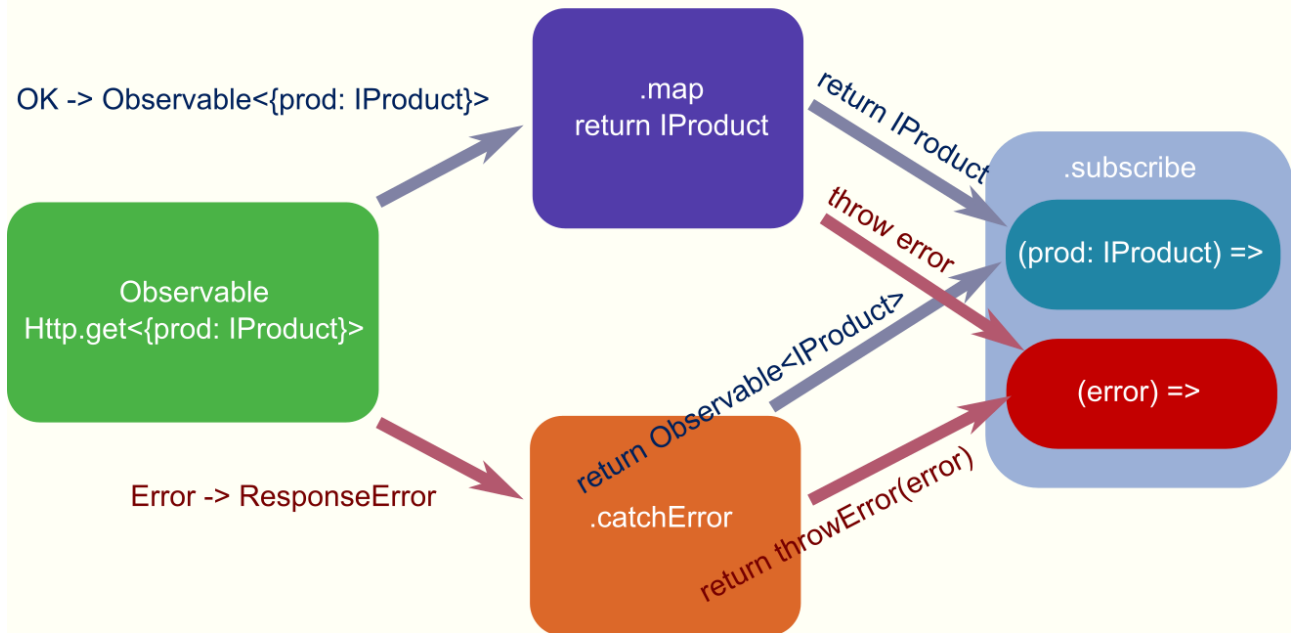 OK -> Observable<{prod: IProduct}>
.map
return IProduct
return IProduct
.subscribe
throw error
(prod: IProduct) =>
Observable
Http.get<{prod: IProduct}>
return Observable<IProduct>
(error) =>
Error -> ResponseError
.catchError
return throwError(error)